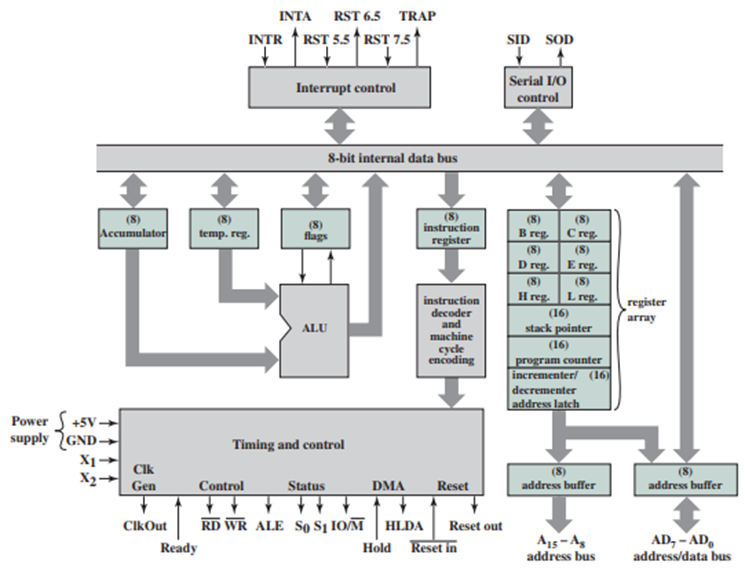 INTA RST 6.5 TRAP
INTR RST 5.5 RST 7.5
SID SOD
Interrupt control
Serial I/O
control
8-bit internal data bus
(8)
Accumulator
(8)
temp. reg.
(8)
flags
(8)
instruction
register
(8) (8)
B reg. C reg.
(8) (8)
D reg. E reg.
(8) (8)
H reg. L reg.
(16)
stack pointer
(16)
program counter
incrementer/ (16)
decrementer
address latch
register
array
ALU
instruction
decoder
and
machine
cycle
encoding
Power
supply
+5V
GND
X1
X2
Timing and control
Clk
Gen Control Status DMA Reset
ClkOut R̅D̅ W̅R̅ ALE S0 S1 IO/M̅ HLDA Reset out
Ready Hold R̅e̅s̅e̅t̅ ̅i̅n̅
(8)
address buffer
(8)
address buffer
A15 – A8
address bus
AD7 – AD0
address/data bus